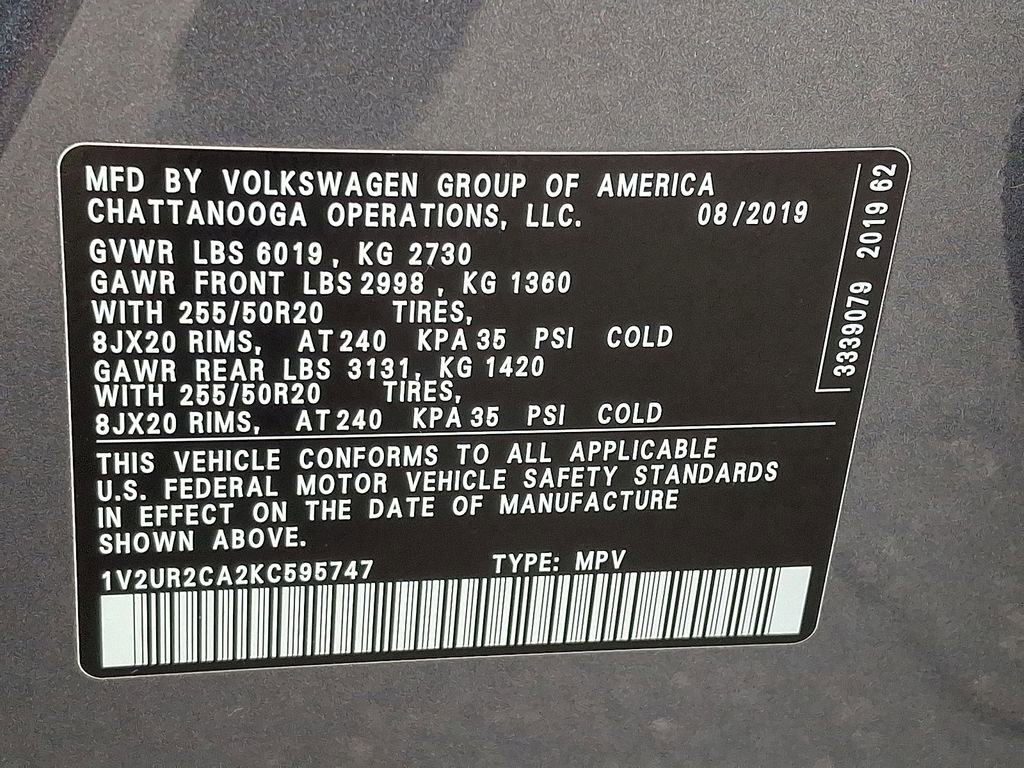 MFD BY VOLKSWAGEN GROUP OF AMERICA
CHATTANOOGA OPERATIONS, LLC. 08/2019
GVWR LBS 6019, KG 2730
GAWR FRONT LBS 2998, KG 1360
WITH 255/50R20 TIRES,
8JX20 RIMS, AT 240 KPA 35 PSI COLD
GAWR REAR LBS 3131, KG 1420
WITH 255/50R20 TIRES,
8JX20 RIMS, AT 240 KPA 35 PSI COLD
THIS VEHICLE CONFORMS TO ALL APPLICABLE
U.S. FEDERAL MOTOR VEHICLE SAFETY STANDARDS
IN EFFECT ON THE DATE OF MANUFACTURE
SHOWN ABOVE.
1V2UR2CA2KC595747 TYPE: MPV
3339079 2019 62